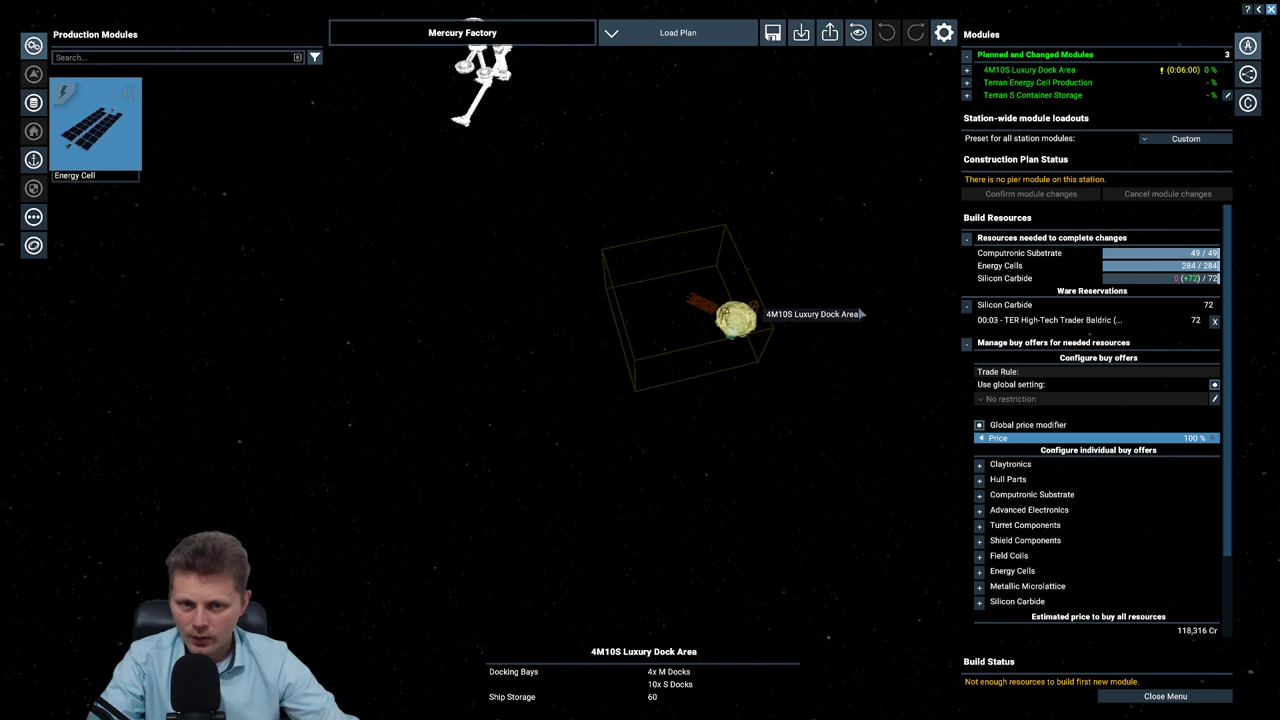 Production Modules
Search...
Energy Cell
Mercury Factory
Load Plan
4M10S Luxury Dock Area
4M10S Luxury Dock Area
Docking Bays 4x M Docks
10x S Docks
Ship Storage 60
Modules
- Planned and Changed Modules 3
+ 4M10S Luxury Dock Area ! (0:06:00) 0 %
+ Terran Energy Cell Production - %
+ Terran S Container Storage - %
Station-wide module loadouts
Preset for all station modules: Custom
Construction Plan Status
There is no pier module on this station.
Confirm module changes Cancel module changes
Build Resources
- Resources needed to complete changes
Computronic Substrate 49 / 49
Energy Cells 284 / 284
Silicon Carbide 0 (+72) / 72
Ware Reservations
- Silicon Carbide 72
00:03 - TER High-Tech Trader Baldric (... 72 X
- Manage buy offers for needed resources
Configure buy offers
Trade Rule:
Use global setting:
No restriction
Global price modifier
Price 100 %
Configure individual buy offers
+ Claytronics
+ Hull Parts
+ Computronic Substrate
+ Advanced Electronics
+ Turret Components
+ Shield Components
+ Field Coils
+ Energy Cells
+ Metallic Microlattice
+ Silicon Carbide
Estimated price to buy all resources
118,316 Cr
Build Status
Not enough resources to build first new module.
Close Menu